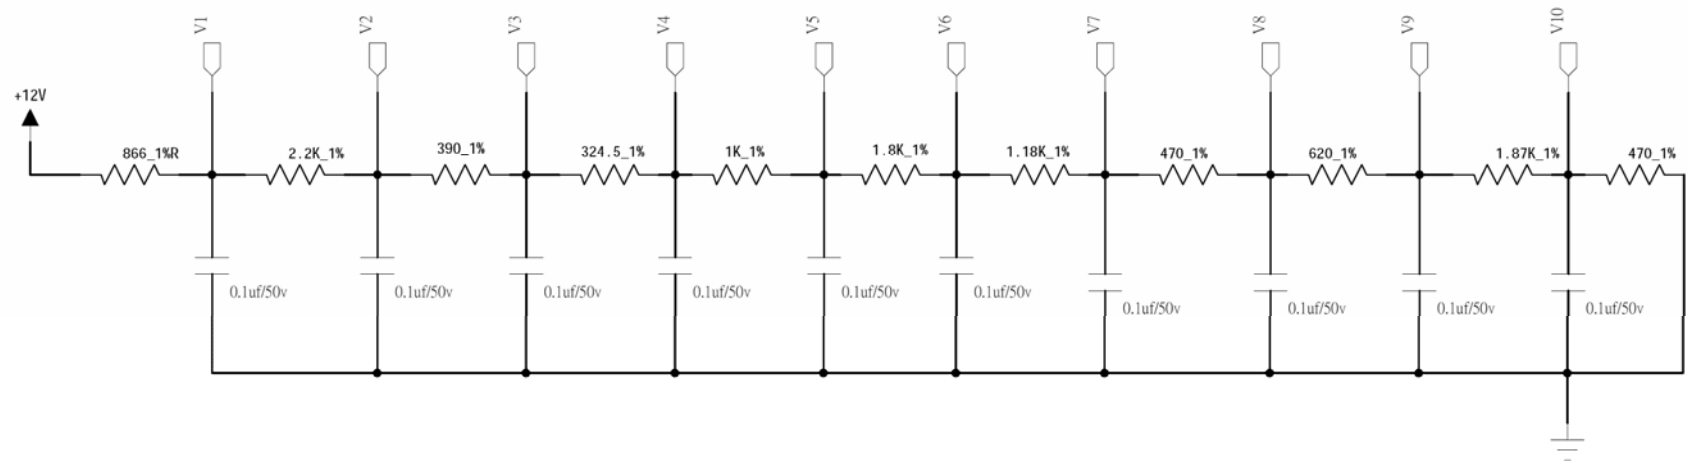 V1
V2
V3
V4
V5
V6
V7
V8
V9
V10
+12V
866_1%R
2.2K_1%
390_1%
324.5_1%
1K_1%
1.8K_1%
1.18K_1%
470_1%
620_1%
1.87K_1%
470_1%
0.1uf/50v
0.1uf/50v
0.1uf/50v
0.1uf/50v
0.1uf/50v
0.1uf/50v
0.1uf/50v
0.1uf/50v
0.1uf/50v
0.1uf/50v